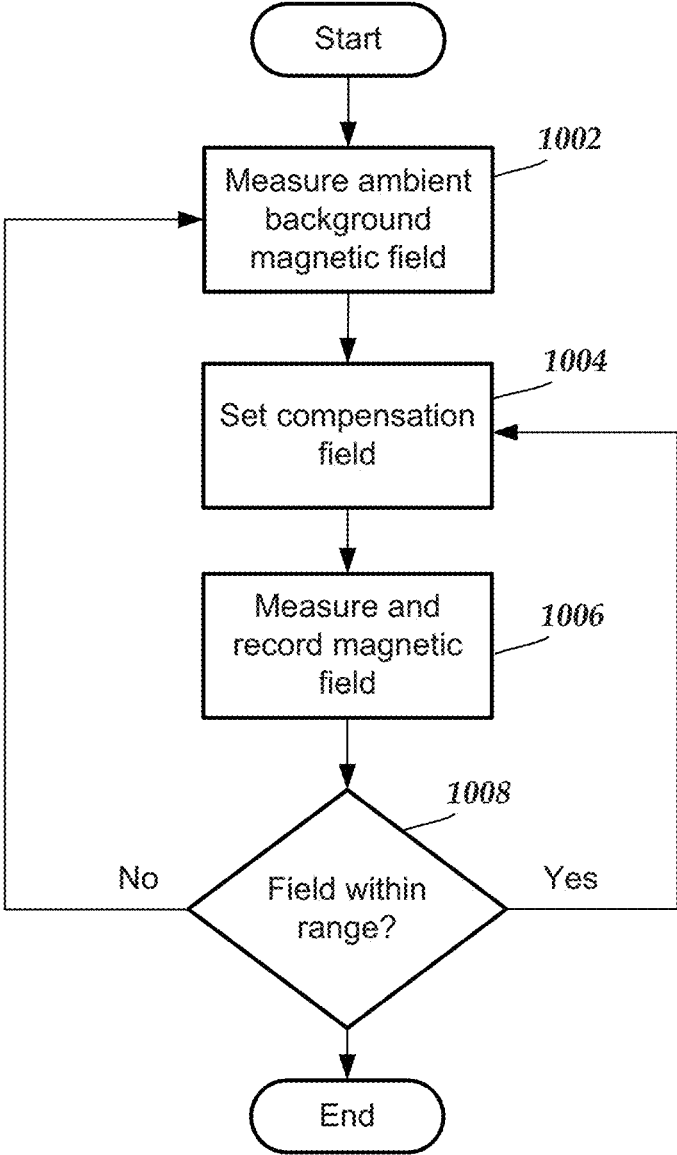 Start
1002
Measure ambient
background
magnetic field
1004
Set compensation
field
Measure and
record magnetic
field
1006
1008
No
Field within
range?
Yes
End